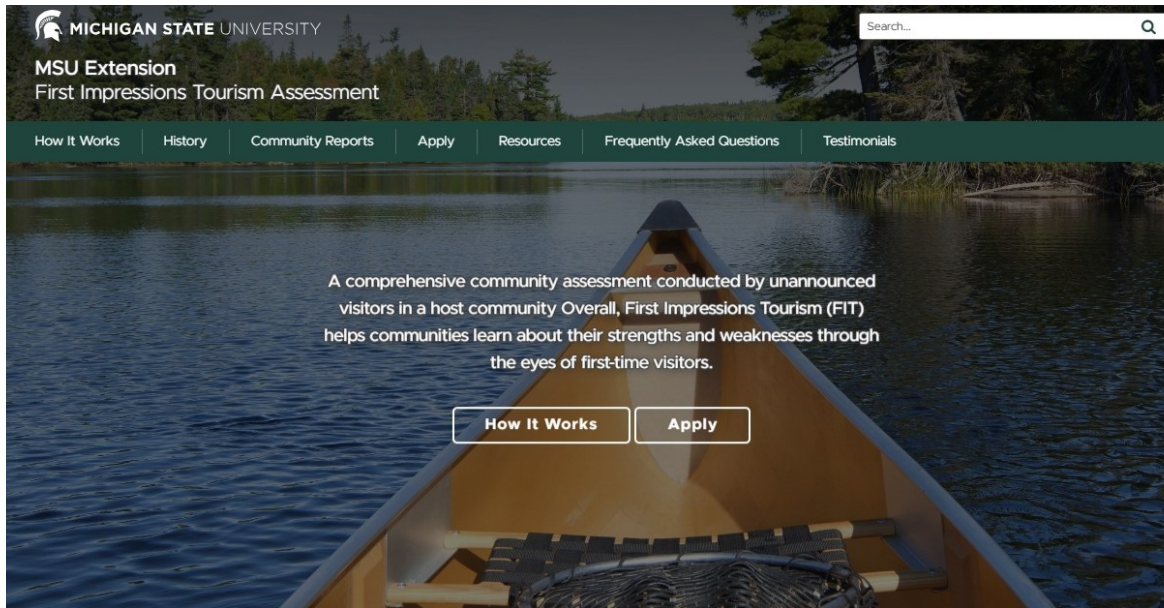 MICHIGAN STATE UNIVERSITY
Search...
MSU Extension
First Impressions Tourism Assessment
How It Works
History
Community Reports
Apply
Resources
Frequently Asked Questions
Testimonials
A comprehensive community assessment conducted by unannounced
visitors in a host community Overall, First Impressions Tourism (FIT)
helps communities learn about their strengths and weaknesses through
the eyes of first-time visitors.
How It Works
Apply